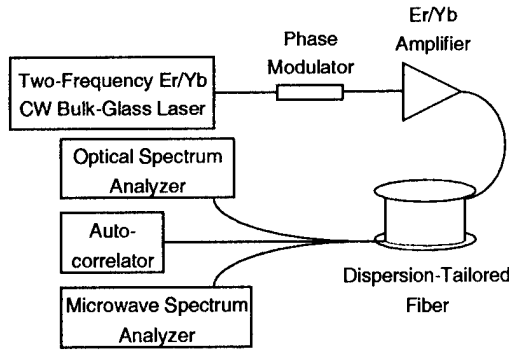 Er/Yb
Amplifier
Phase
Modulator
Two-Frequency Er/Yb
CW Bulk-Glass Laser
Optical Spectrum
Analyzer
Auto-
correlator
Microwave Spectrum
Analyzer
Dispersion-Tailored
Fiber